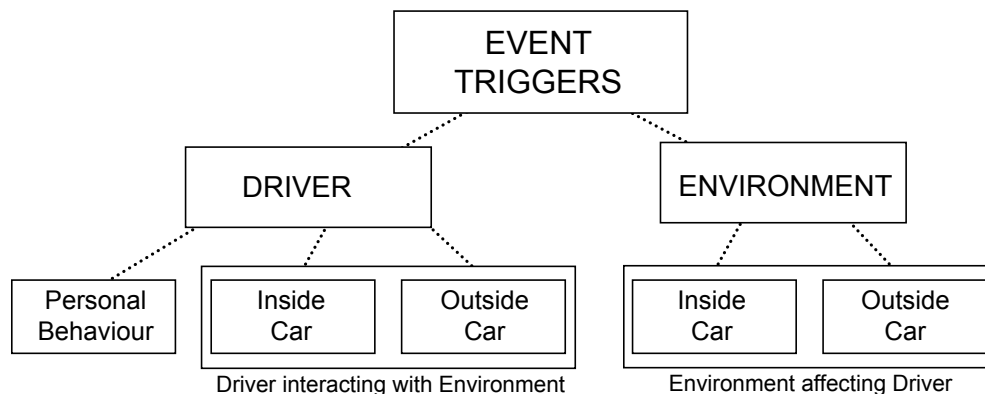 EVENT
TRIGGERS
DRIVER
ENVIRONMENT
Personal
Behaviour
Inside
Car
Outside
Car
Inside
Car
Outside
Car
Driver interacting with Environment
Environment affecting Driver